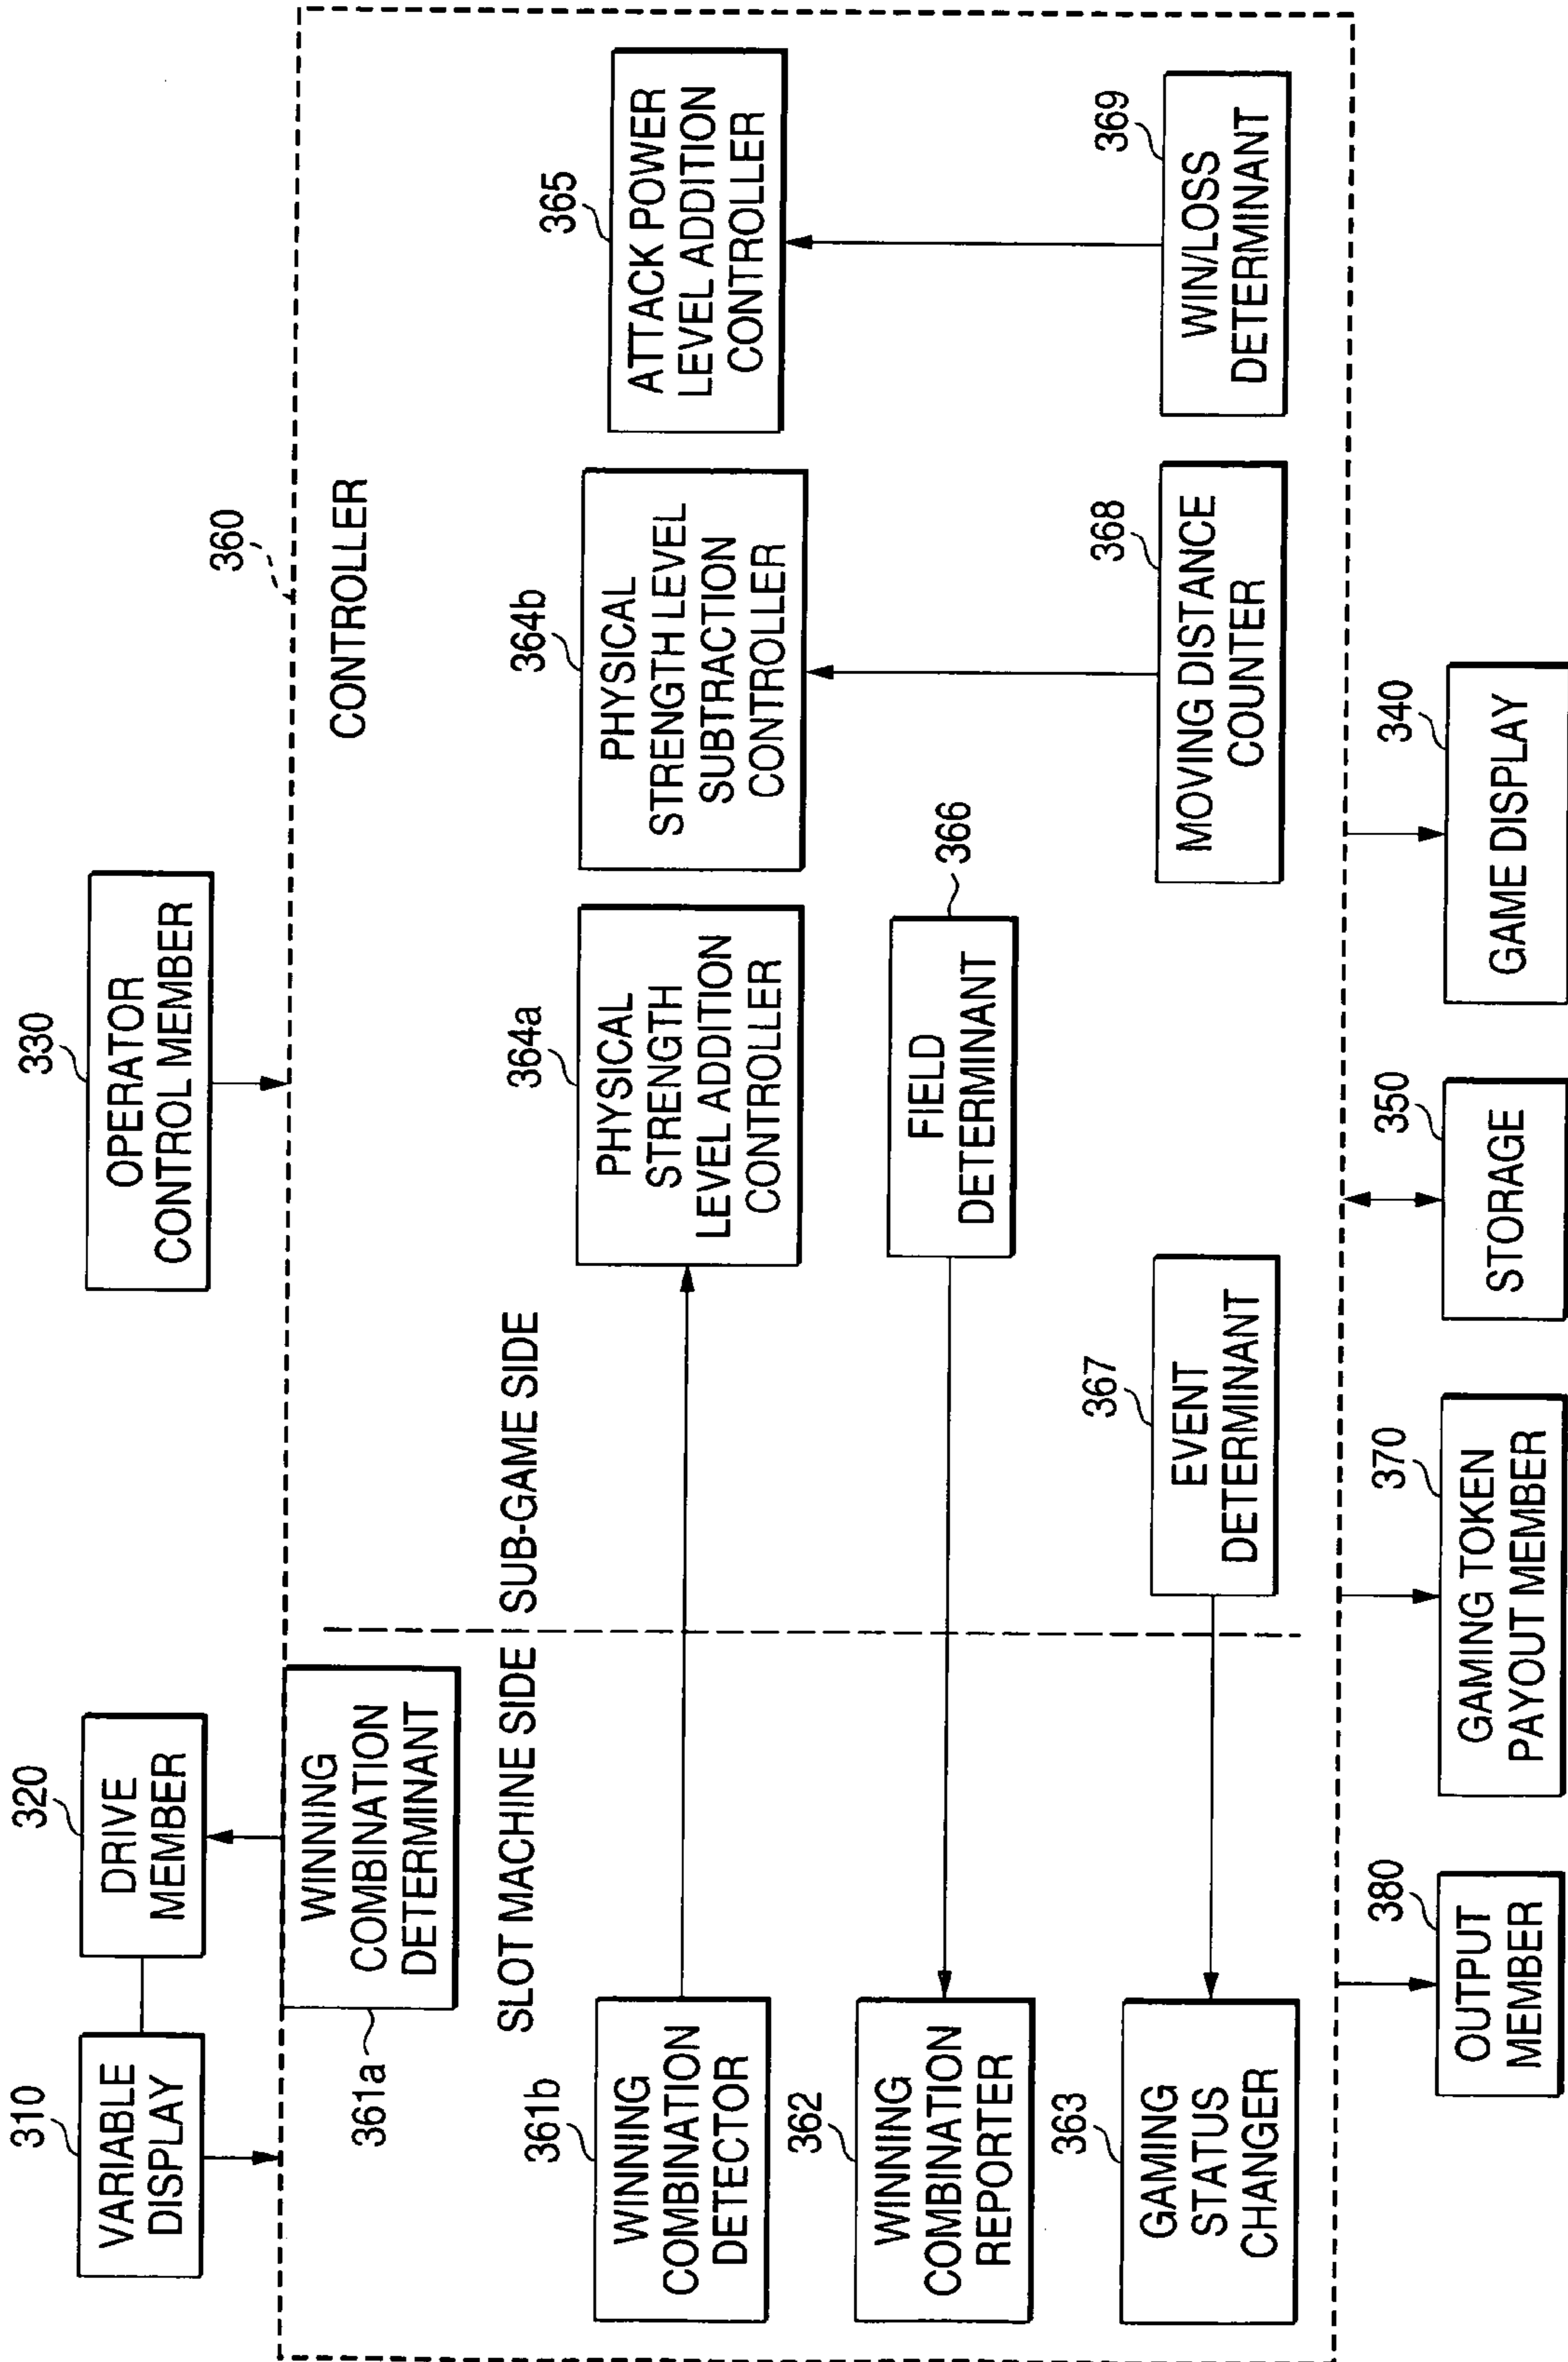 310
VARIABLE
DISPLAY
320
DRIVE
MEMBER
330
OPERATOR
CONTROL MEMBER
360
CONTROLLER
WINNING
COMBINATION
DETERMINANT
361a
SLOT MACHINE SIDE
SUB-GAME SIDE
361b
WINNING
COMBINATION
DETECTOR
364a
PHYSICAL
STRENGTH
LEVEL ADDITION
CONTROLLER
364b
PHYSICAL
STRENGTH LEVEL
SUBTRACTION
CONTROLLER
365
ATTACK POWER
LEVEL ADDITION
CONTROLLER
362
WINNING
COMBINATION
REPORTER
366
FIELD
DETERMINANT
363
GAMING
STATUS
CHANGER
367
EVENT
DETERMINANT
368
MOVING DISTANCE
COUNTER
369
WIN/LOSS
DETERMINANT
380
OUTPUT
MEMBER
370
GAMING TOKEN
PAYOUT MEMBER
350
STORAGE
340
GAME DISPLAY